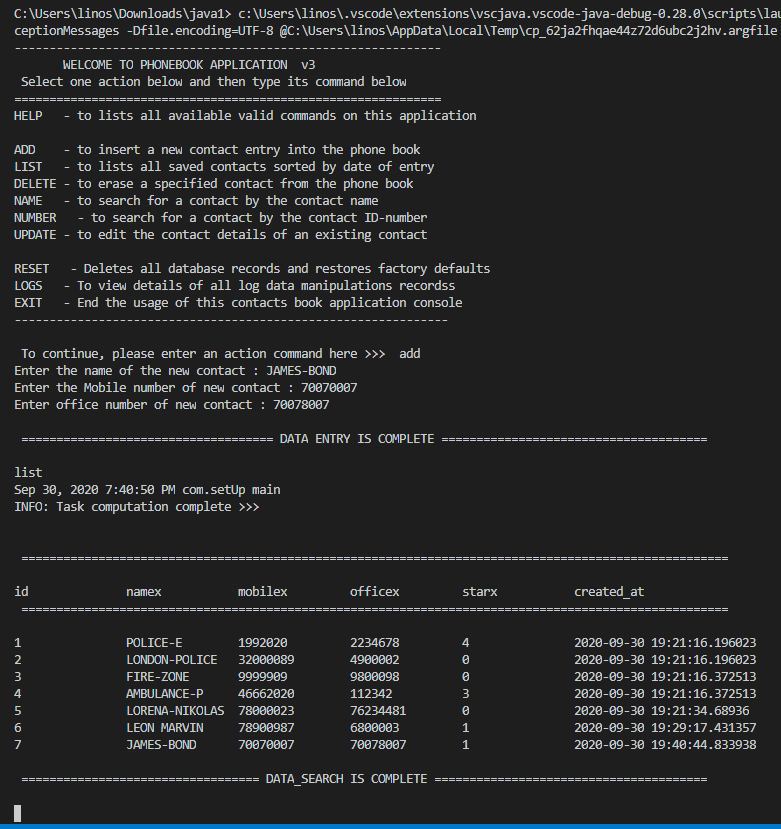 C:\Users\linos\Downloads\java1> c:\Users\linos\.vscode\extensions\vscjava.vscode-java-debug-0.28.0\scripts\lau
ceptionMessages -Dfile.encoding=UTF-8 @C:\Users\linos\AppData\Local\Temp\cp_62ja2fhqae44z72d6ubc2j2hv.argfile
-------------------------------------------------------------
       WELCOME TO PHONEBOOK APPLICATION  v3
 Select one action below and then type its command below
=============================================================
HELP   - to lists all available valid commands on this application

ADD    - to insert a new contact entry into the phone book
LIST   - to lists all saved contacts sorted by date of entry
DELETE - to erase a specified contact from the phone book
NAME   - to search for a contact by the contact name
NUMBER   - to search for a contact by the contact ID-number
UPDATE - to edit the contact details of an existing contact

RESET   - Deletes all database records and restores factory defaults
LOGS   - To view details of all log data manipulations recordss
EXIT   - End the usage of this contacts book application console
--------------------------------------------------------------

 To continue, please enter an action command here >>>  add
Enter the name of the new contact : JAMES-BOND
Enter the Mobile number of new contact : 70070007
Enter office number of new contact : 70078007

 ==================================== DATA ENTRY IS COMPLETE ======================================

list
Sep 30, 2020 7:40:50 PM com.setUp main
INFO: Task computation complete >>>


 =====================================================================================================

id              namex           mobilex         officex         starx           created_at
 =====================================================================================================

1               POLICE-E        1992020         2234678         4               2020-09-30 19:21:16.196023
2               LONDON-POLICE   32000089        4900002         0               2020-09-30 19:21:16.196023
3               FIRE-ZONE       9999909         9800098         0               2020-09-30 19:21:16.372513
4               AMBULANCE-P     46662020        112342          3               2020-09-30 19:21:16.372513
5               LORENA-NIKOLAS  78000023        76234481        0               2020-09-30 19:21:34.68936
6               LEON MARVIN     78900987        6800003         1               2020-09-30 19:29:17.431357
7               JAMES-BOND      70070007        70078007        1               2020-09-30 19:40:44.833938

 ================================== DATA_SEARCH IS COMPLETE =======================================